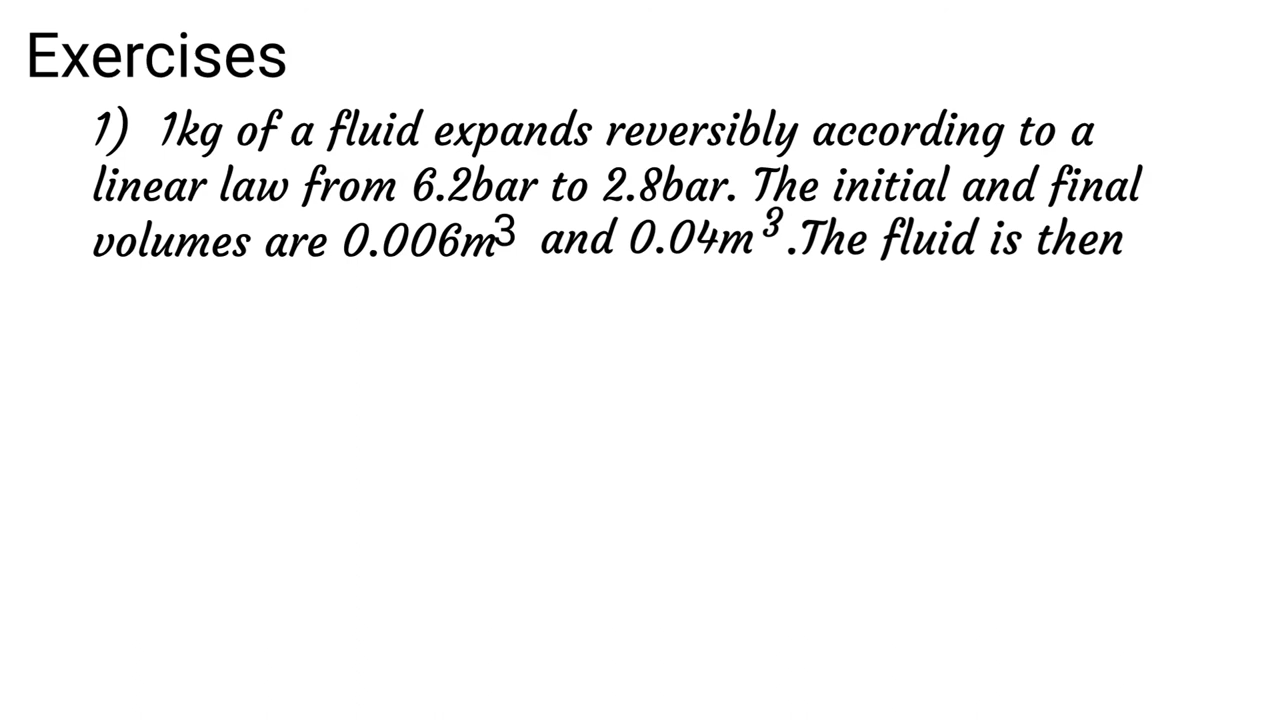 Exercises
1) 1kg of a fluid expands reversibly according to a
linear law from 6.2bar to 2.8bar. The initial and final
volumes are 0.006m³ and 0.04m³.The fluid is then